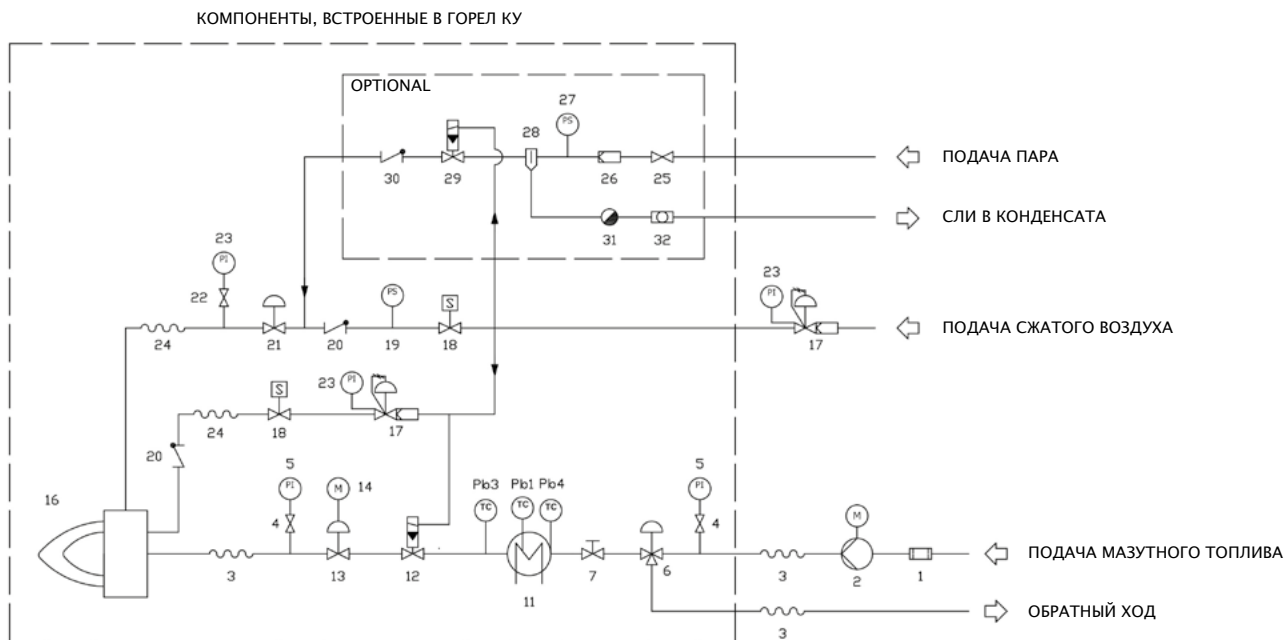 КОМПОНЕНТЫ, ВСТРОЕННЫЕ В ГОРЕЛ КУ
OPTIONAL
27
PS
28
30
29
26
25
ПОДАЧА ПАРА
31
32
СЛИ В КОНДЕНСАТА
23
PI
22
24
21
20
PS
19
S
18
23
PI
17
ПОДАЧА СЖАТОГО ВОЗДУХА
20
24
S
18
23
PI
17
16
5
PI
4
3
M
14
13
12
Pb3
TC
Pb1
TC
Pb4
TC
11
7
6
5
PI
4
3
M
2
1
ПОДАЧА МАЗУТНОГО ТОПЛИВА
3
ОБРАТНЫЙ ХОД